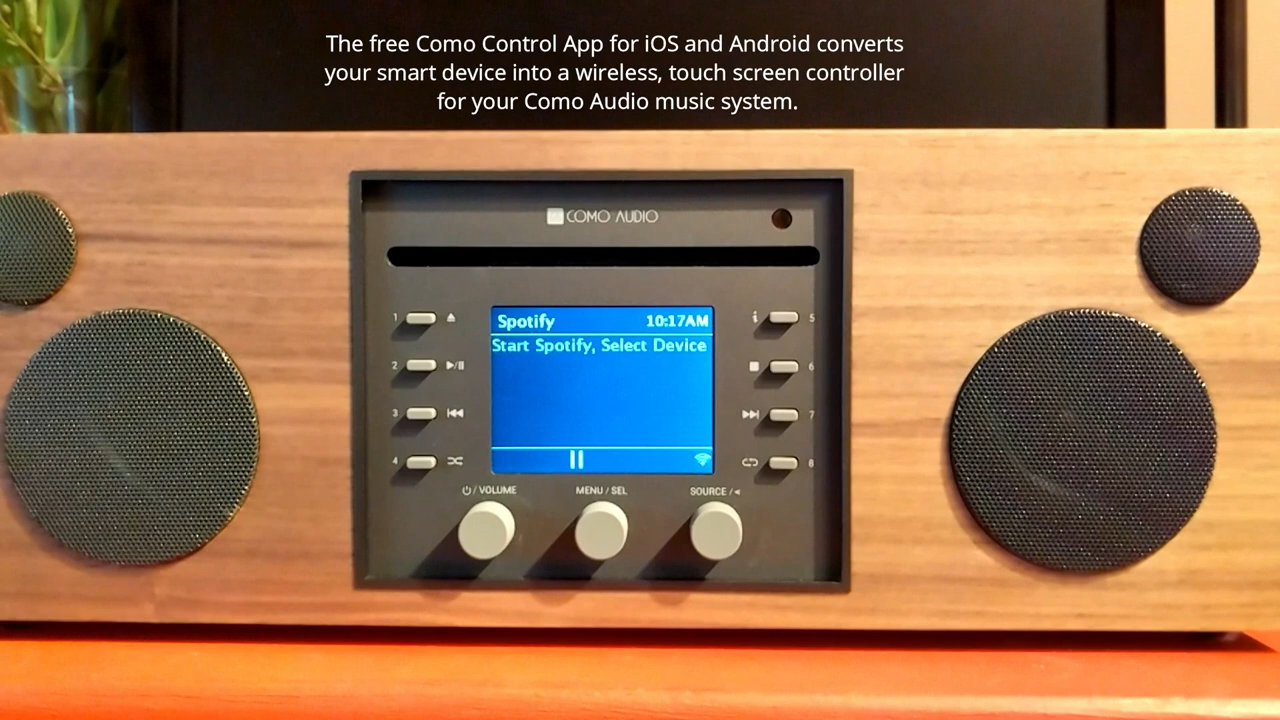 The free Como Control App for iOS and Android converts
your smart device into a wireless, touch screen controller
for your Como Audio music system.
COMO AUDIO
1
2
3
4
Spotify 10:17AM
Start Spotify, Select Device
i 5
6
7
8
/ VOLUME
MENU / SEL
SOURCE /